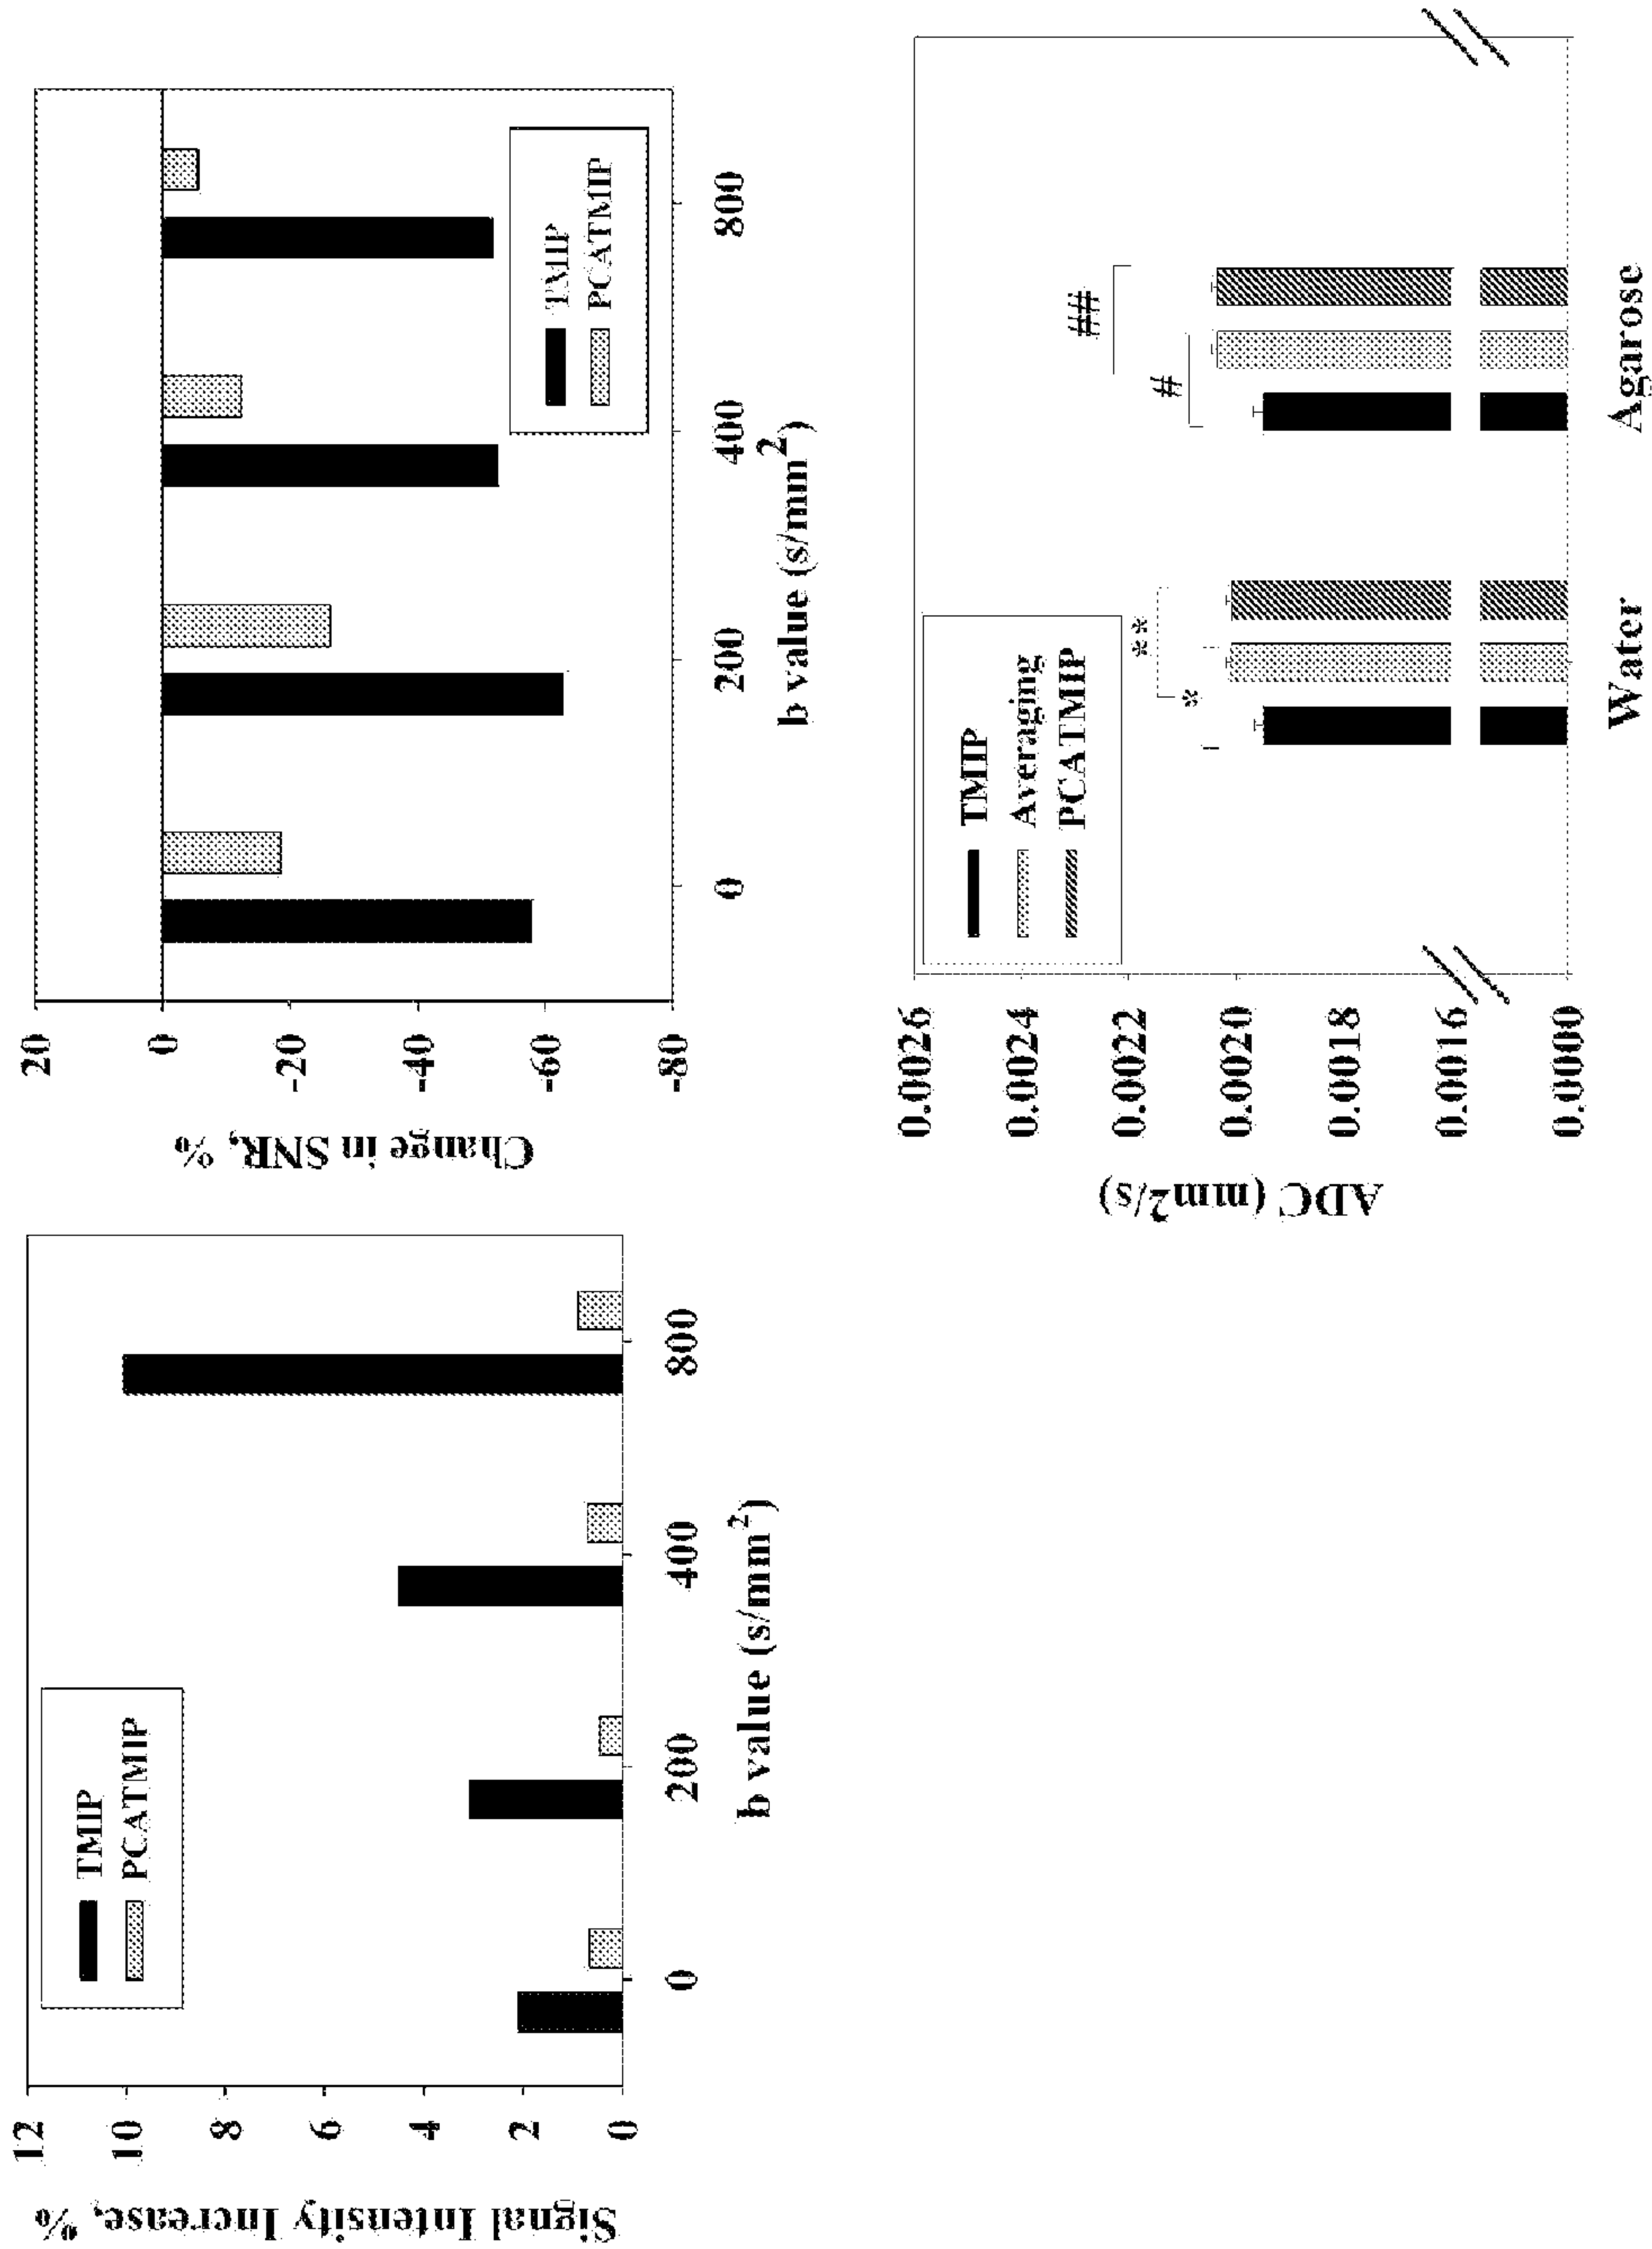 Signal Intensity Increase, %
12
10
8
6
4
2
0
TMIP
PCATMIP
0
200
400
800
b value (s/mm2)
Change in SNR, %
20
0
-20
-40
-60
-80
TMIP
PCATMIP
0
200
400
800
b value (s/mm2)
ADC (mm2/s)
0.0026
0.0024
0.0022
0.0020
0.0018
0.0016
0.0000
TMIP
Averaging
PCATMIP
*
**
#
##
Water
Agarose